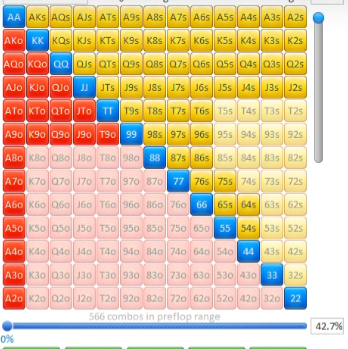 AA AKs AQs AJs ATs A9s A8s A7s A6s A5s A4s A3s A2s
AKo KK KQs KJs KTs K9s K8s K7s K6s K5s K4s K3s K2s
AQo KQo QQ QJs QTs Q9s Q8s Q7s Q6s Q5s Q4s Q3s Q2s
AJo KJo QJo JJ JTs J9s J8s J7s J6s J5s J4s J3s J2s
ATo KTo QTo JTo TT T9s T8s T7s T6s T5s T4s T3s T2s
A9o K9o Q9o J9o T9o 99 98s 97s 96s 95s 94s 93s 92s
A8o K8o Q8o J8o T8o 98o 88 87s 86s 85s 84s 83s 82s
A7o K7o Q7o J7o T7o 97o 87o 77 76s 75s 74s 73s 72s
A6o K6o Q6o J6o T6o 96o 86o 76o 66 65s 64s 63s 62s
A5o K5o Q5o J5o T5o 95o 85o 75o 65o 55 54s 53s 52s
A4o K4o Q4o J4o T4o 94o 84o 74o 64o 54o 44 43s 42s
A3o K3o Q3o J3o T3o 93o 83o 73o 63o 53o 43o 33 32s
A2o K2o Q2o J2o T2o 92o 82o 72o 62o 52o 42o 32o 22
566 combos in preflop range
42.7%
0%